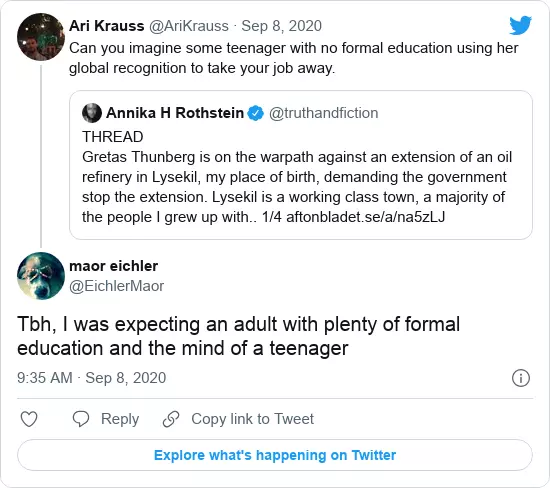 Ari Krauss @AriKrauss · Sep 8, 2020
Can you imagine some teenager with no formal education using her
global recognition to take your job away.
Annika H Rothstein @truthandfiction
THREAD
Gretas Thunberg is on the warpath against an extension of an oil
refinery in Lysekil, my place of birth, demanding the government
stop the extension. Lysekil is a working class town, a majority of
the people I grew up with.. 1/4 aftonbladet.se/a/na5zLJ
maor eichler
@EichlerMaor
Tbh, I was expecting an adult with plenty of formal
education and the mind of a teenager
9:35 AM · Sep 8, 2020
Reply
Copy link to Tweet
Explore what's happening on Twitter